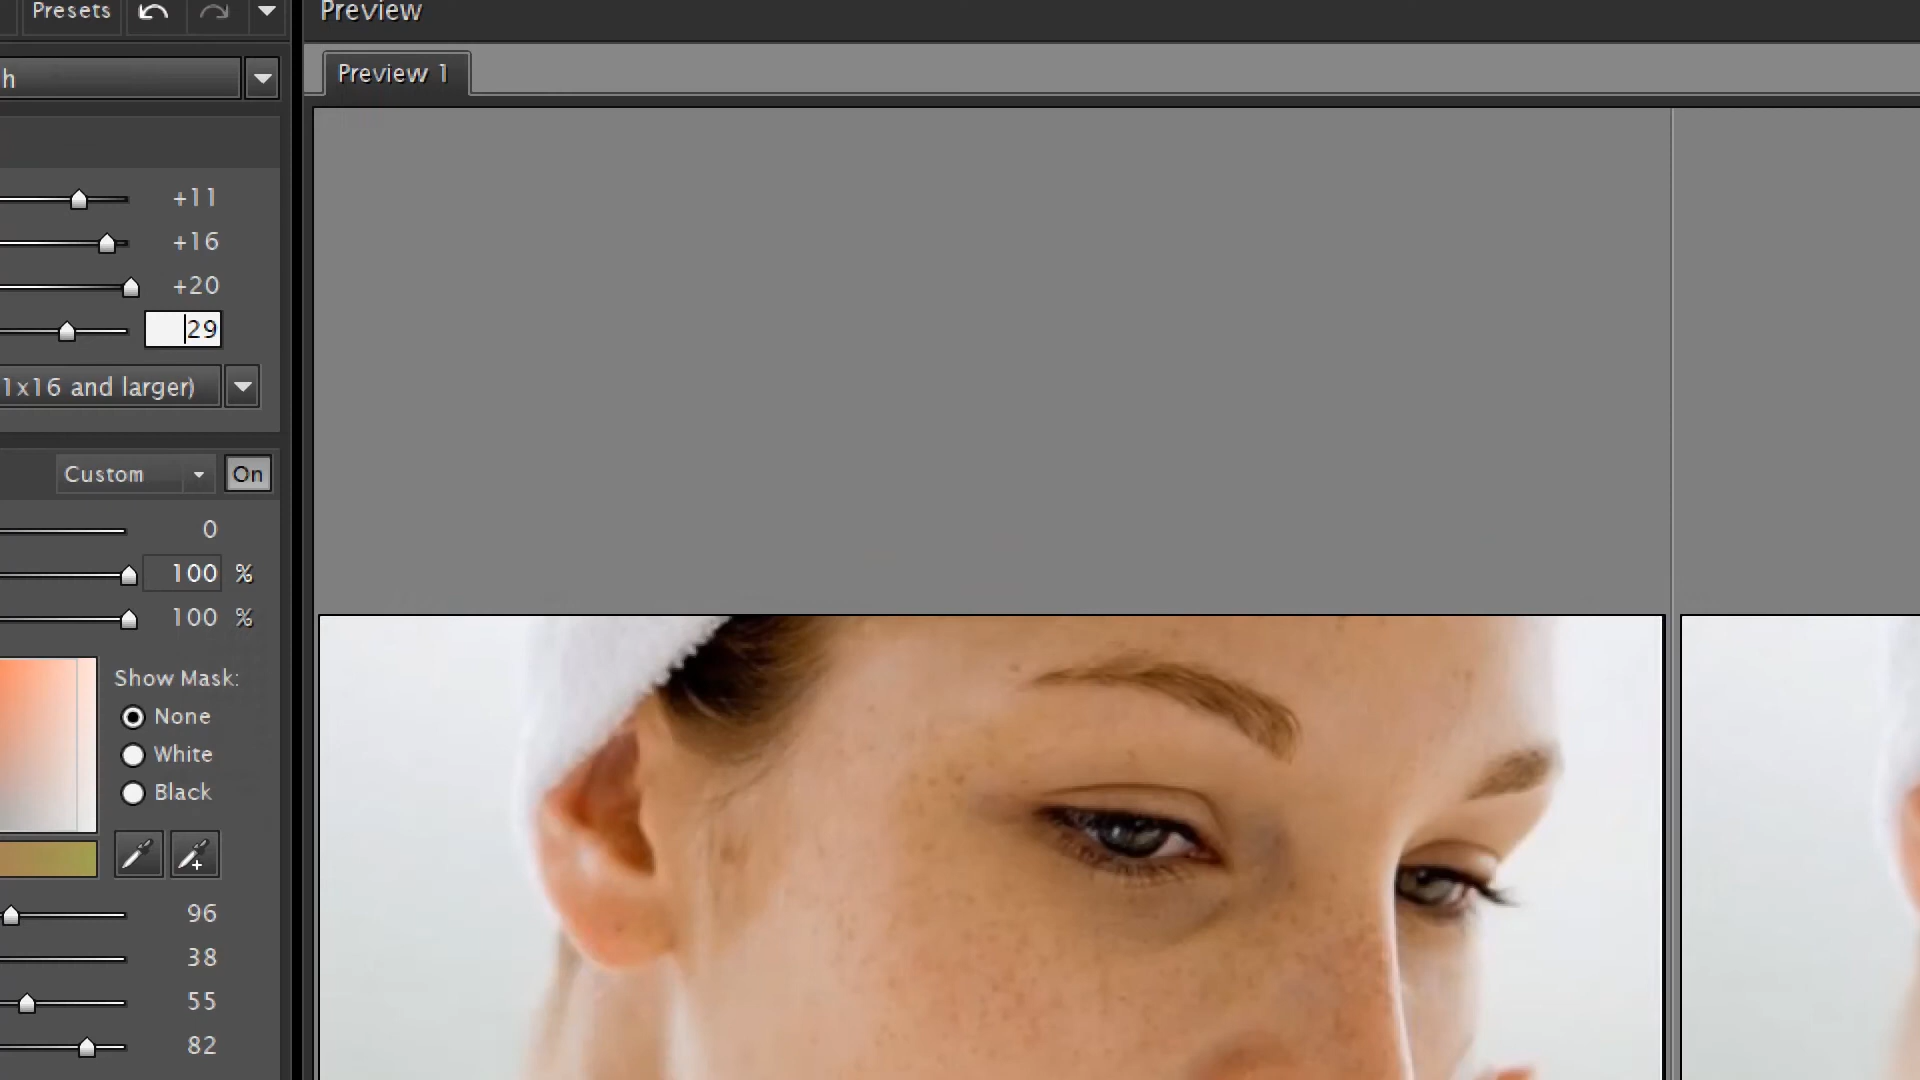 Presets
Preview
h
Preview 1
+11
+16
+20
29
1x16 and larger)
Custom
On
0
100 %
100 %
Show Mask:
None
White
Black
96
38
55
82